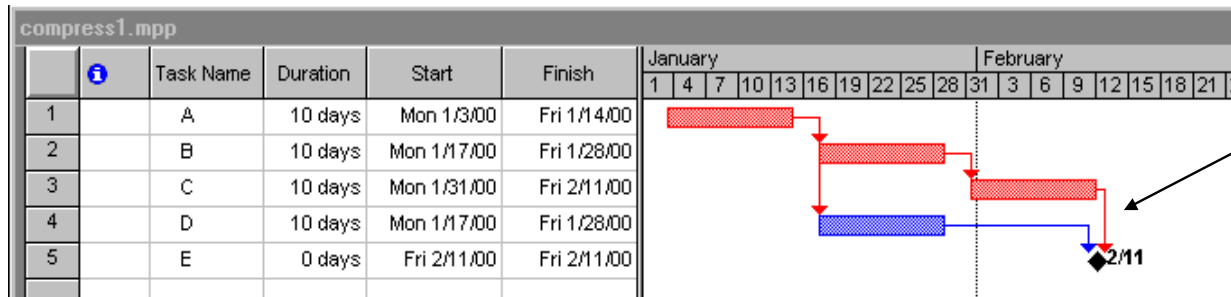 compress1.mpp
Task Name Duration Start Finish January February
1 4 7 10 13 16 19 22 25 28 31 3 6 9 12 15 18 21
1 A 10 days Mon 1/3/00 Fri 1/14/00
2 B 10 days Mon 1/17/00 Fri 1/28/00
3 C 10 days Mon 1/31/00 Fri 2/11/00
4 D 10 days Mon 1/17/00 Fri 1/28/00
5 E 0 days Fri 2/11/00 Fri 2/11/00 2/11